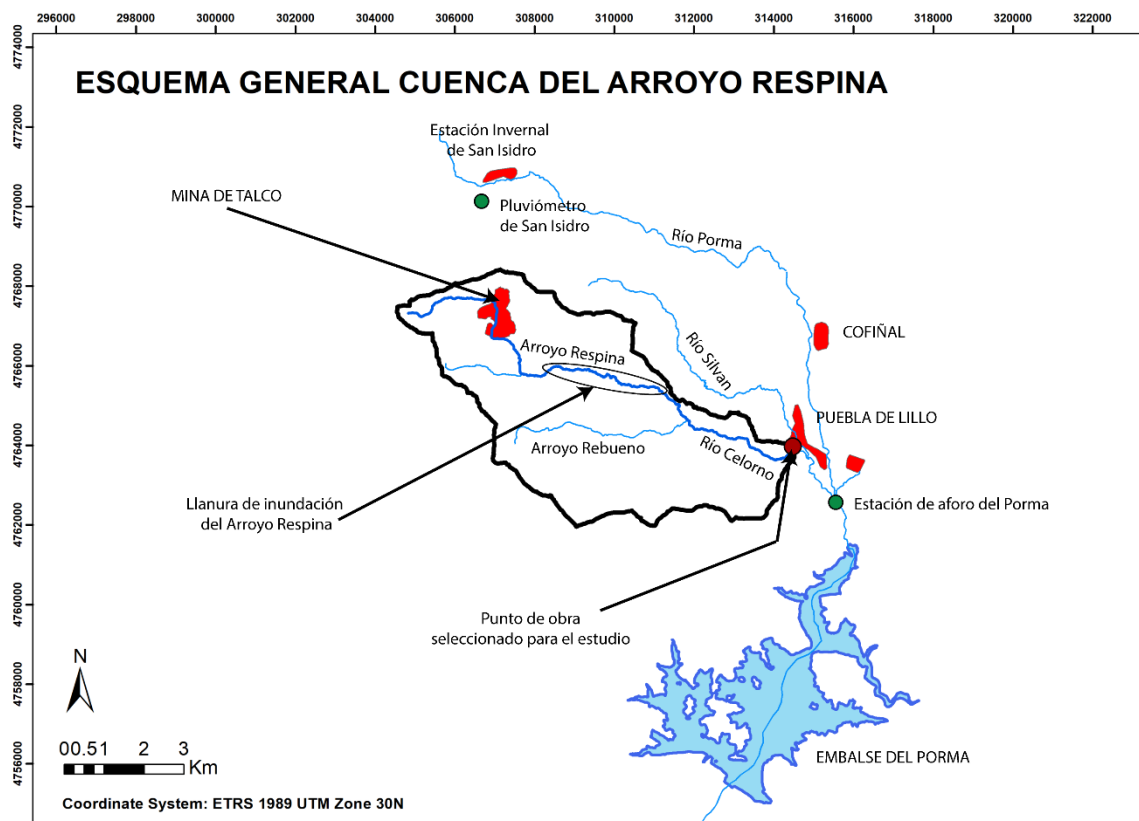 296000 298000 300000 302000 304000 306000 308000 310000 312000 314000 316000 318000 320000 322000
4774000
ESQUEMA GENERAL CUENCA DEL ARROYO RESPINA
4772000
Estación Invernal
de San Isidro
MINA DE TALCO
4770000
Pluviómetro
de San Isidro
Río Porma
4768000
COFIÑAL
Arroyo Respina
Río Silvan
4766000
PUEBLA DE LILLO
Arroyo Rebueno
Río Celorno
4764000
Llanura de inundación
del Arroyo Respina
Estación de aforo del Porma
4762000
Punto de obra
seleccionado para el estudio
4760000
N
4758000
EMBALSE DEL PORMA
4756000
0 0.5 1 2 3
Km
Coordinate System: ETRS 1989 UTM Zone 30N